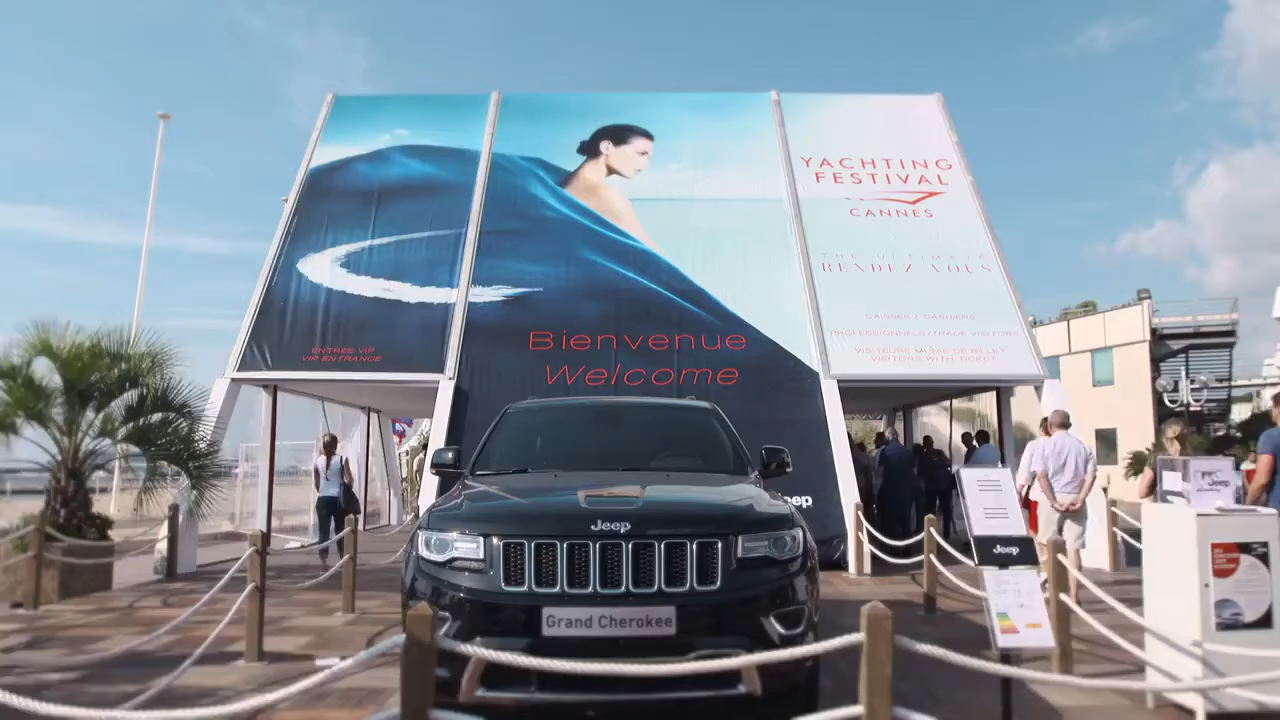 YACHTING
FESTIVAL
CANNES
THE ULTIMATE
RENDEZ VOUS
CAISSES / CASHIERS
PROFESSIONNELS / TRADE VISITORS
VISITEURS MUNIS DE BILLET
VISITORS WITH TICKET
Bienvenue
Welcome
ENTRÉE VIP
VIP ENTRANCE
Jeep
Jeep
Grand Cherokee
Jeep
Jeep